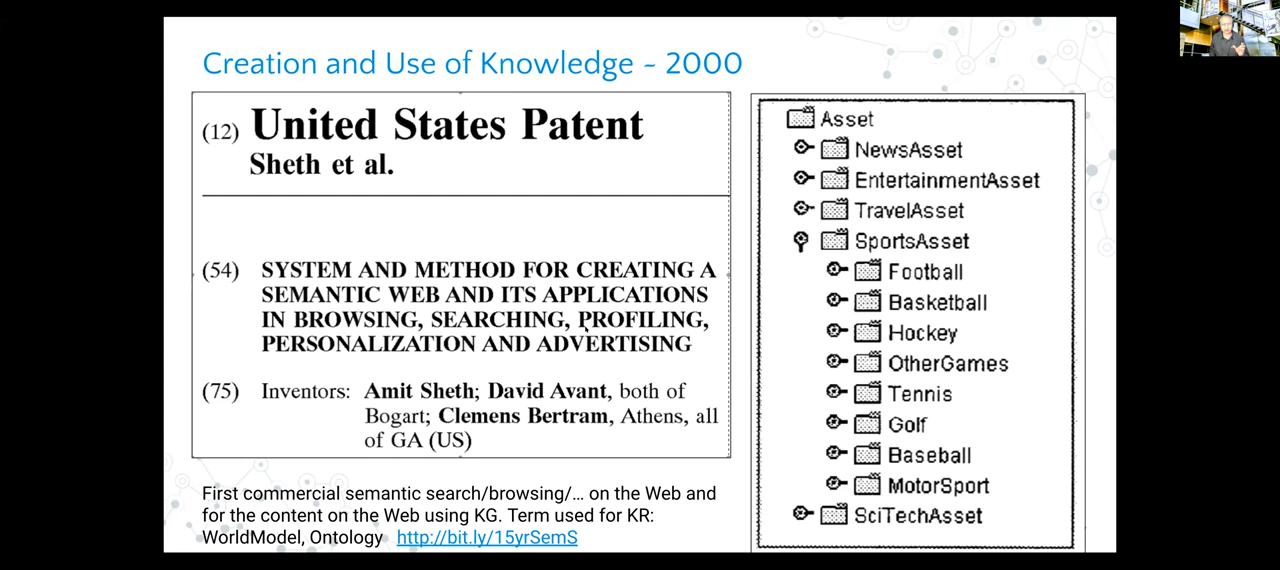 Creation and Use of Knowledge ~ 2000
(12) United States Patent
Sheth et al.
(54) SYSTEM AND METHOD FOR CREATING A
SEMANTIC WEB AND ITS APPLICATIONS
IN BROWSING, SEARCHING, PROFILING,
PERSONALIZATION AND ADVERTISING
(75) Inventors: Amit Sheth; David Avant, both of
Bogart; Clemens Bertram, Athens, all
of GA (US)
First commercial semantic search/browsing/… on the Web and
for the content on the Web using KG. Term used for KR:
WorldModel, Ontology http://bit.ly/15yrSemS
Asset
NewsAsset
EntertainmentAsset
TravelAsset
SportsAsset
Football
Basketball
Hockey
OtherGames
Tennis
Golf
Baseball
MotorSport
SciTechAsset